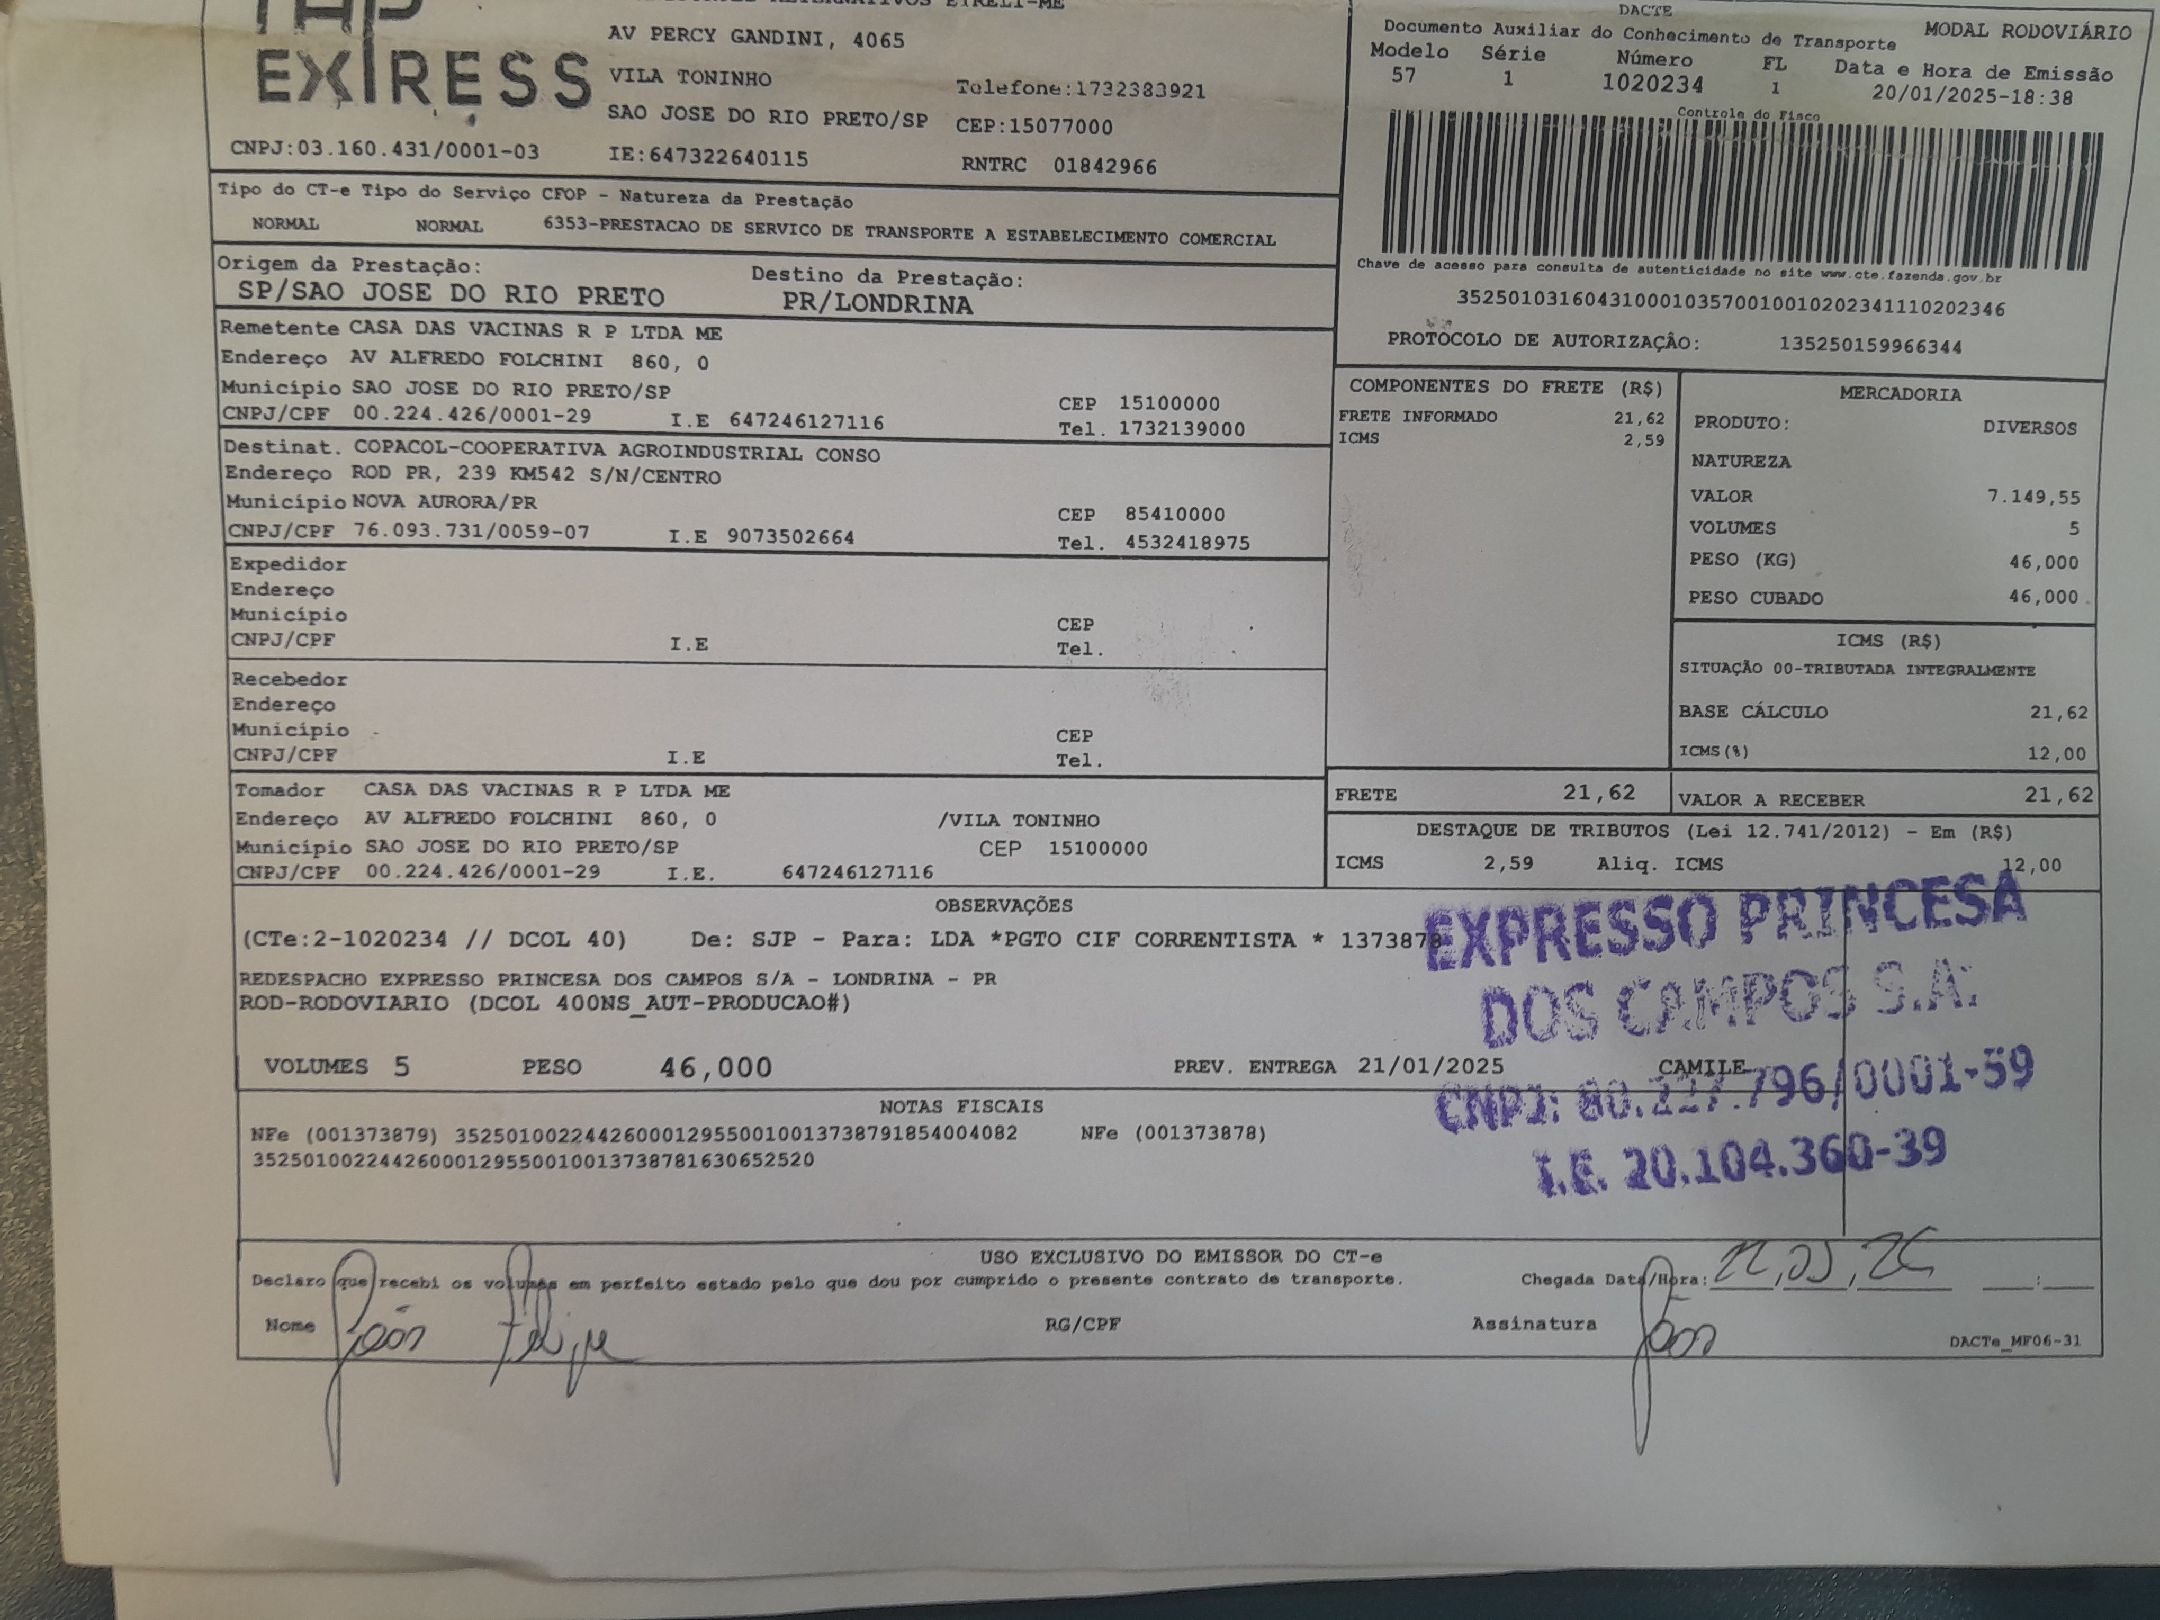 EXPRESS
AV PERCY GANDINI, 4065
VILA TONINHO
Telefone:1732383921
SAO JOSE DO RIO PRETO/SP CEP:15077000
CNPJ:03.160.431/0001-03 IE:647322640115 RNTRC 01842966
DACTE
Documento Auxiliar do Conhecimento de Transporte MODAL RODOVIÁRIO
Modelo Série Número FL Data e Hora de Emissão
57 1 1020234 1 20/01/2025-18:38
Controle do Fisco
Chave de acesso para consulta de autenticidade no site www.cte.fazenda.gov.br
35250103160431000103570010010202341110202346
PROTOCOLO DE AUTORIZAÇÂO: 135250159966344
Tipo do CT-e Tipo do Serviço CFOP - Natureza da Prestação
NORMAL NORMAL 6353-PRESTACAO DE SERVICO DE TRANSPORTE A ESTABELECIMENTO COMERCIAL
Origem da Prestação: Destino da Prestação:
SP/SAO JOSE DO RIO PRETO PR/LONDRINA
Remetente CASA DAS VACINAS R P LTDA ME
Endereço AV ALFREDO FOLCHINI 860, 0
Município SAO JOSE DO RIO PRETO/SP CEP 15100000
CNPJ/CPF 00.224.426/0001-29 I.E 647246127116 Tel. 1732139000
Destinat. COPACOL-COOPERATIVA AGROINDUSTRIAL CONSO
Endereço ROD PR, 239 KM542 S/N/CENTRO
Município NOVA AURORA/PR CEP 85410000
CNPJ/CPF 76.093.731/0059-07 I.E 9073502664 Tel. 4532418975
Expedidor
Endereço
Município CEP
CNPJ/CPF I.E Tel.
Recebedor
Endereço
Município CEP
CNPJ/CPF I.E Tel.
Tomador CASA DAS VACINAS R P LTDA ME
Endereço AV ALFREDO FOLCHINI 860, 0 /VILA TONINHO
Município SAO JOSE DO RIO PRETO/SP CEP 15100000
CNPJ/CPF 00.224.426/0001-29 I.E. 647246127116
COMPONENTES DO FRETE (R$)
FRETE INFORMADO 21,62
ICMS 2,59
MERCADORIA
PRODUTO: DIVERSOS
NATUREZA
VALOR 7.149,55
VOLUMES 5
PESO (KG) 46,000
PESO CUBADO 46,000
ICMS (R$)
SITUAÇÃO 00-TRIBUTADA INTEGRALMENTE
BASE CÁLCULO 21,62
ICMS(%) 12,00
FRETE 21,62 VALOR A RECEBER 21,62
DESTAQUE DE TRIBUTOS (Lei 12.741/2012) - Em (R$)
ICMS 2,59 Aliq. ICMS 12,00
OBSERVAÇÕES
(CTe:2-1020234 // DCOL 40) De: SJP - Para: LDA *PGTO CIF CORRENTISTA * 1373878
REDESPACHO EXPRESSO PRINCESA DOS CAMPOS S/A - LONDRINA - PR
ROD-RODOVIARIO (DCOL 400NS_AUT-PRODUCAO#)
VOLUMES 5 PESO 46,000 PREV. ENTREGA 21/01/2025 CAMILE
EXPRESSO PRINCESA
DOS CAMPOS S.A.
CNPJ: 80.227.796/0001-59
I.E. 20.104.360-39
NOTAS FISCAIS
NFe (001373879) 35250100224426000129550010013738791854004082 NFe (001373878)
35250100224426000129550010013738781630652520
USO EXCLUSIVO DO EMISSOR DO CT-e
Declaro que recebi os volumes em perfeito estado pelo que dou por cumprido o presente contrato de transporte. Chegada Data/Hora:
Nome João Felipe RG/CPF Assinatura João
DACTe_MF06-31